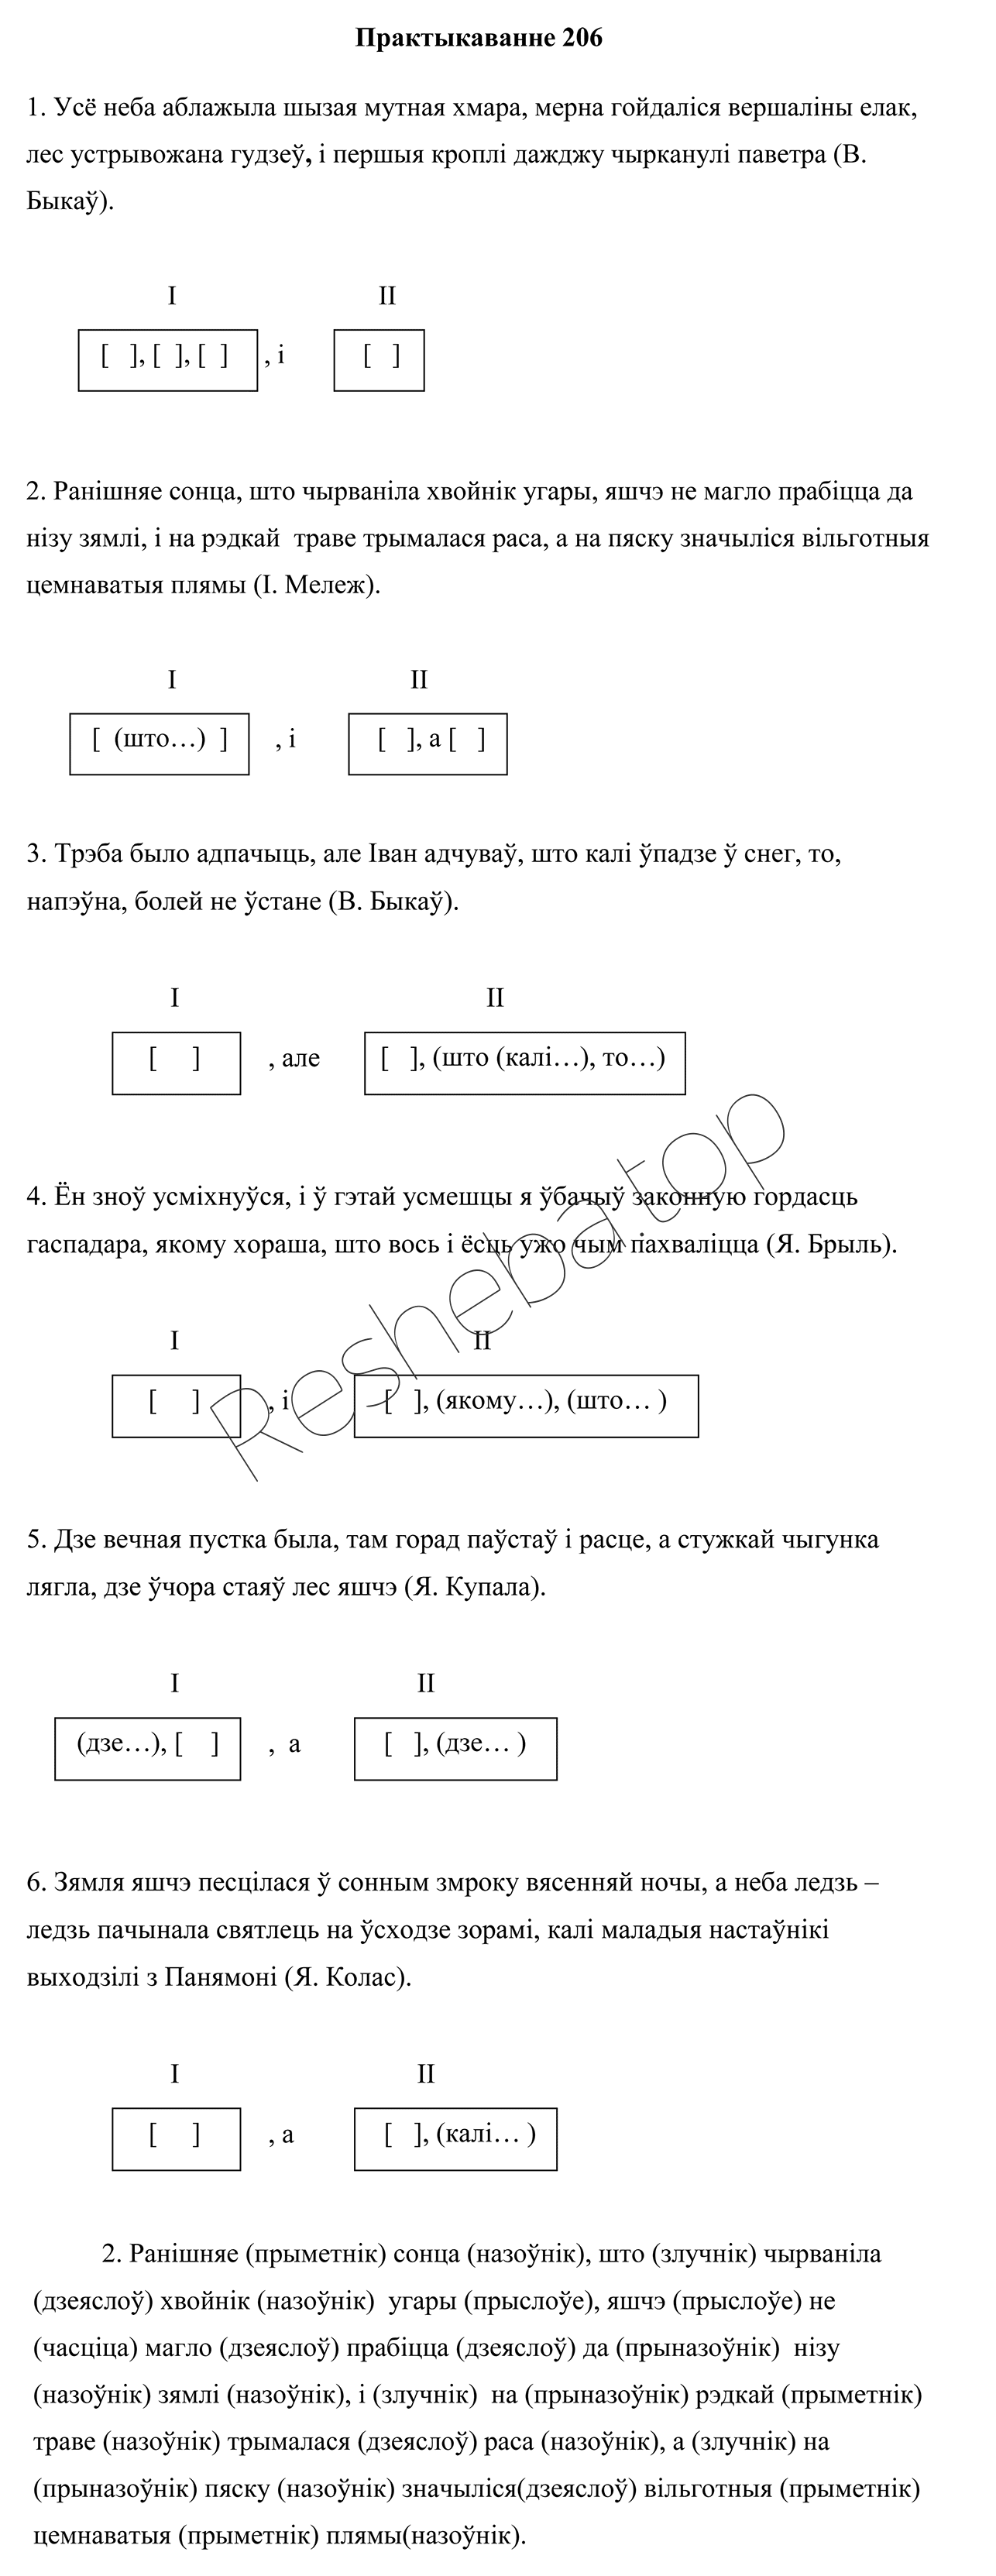 Практыкаванне 206
1. Усё неба аблажыла шызая мутная хмара, мерна гойдаліся вершаліны елак,
лес устрывожана гудзеў, і першыя кроплі дажджу чырканулі паветра (В.
Быкаў).
I II
[ ], [ ], [ ] , і [ ]
2. Ранішняе сонца, што чырваніла хвойнік угары, яшчэ не магло прабіцца да
нізу зямлі, і на рэдкай траве трымалася раса, а на пяску значыліся вільготныя
цемнаватыя плямы (І. Мележ).
I II
[ (што…) ] , і [ ], а [ ]
3. Трэба было адпачыць, але Іван адчуваў, што калі ўпадзе ў снег, то,
напэўна, болей не ўстане (В. Быкаў).
I II
[ ] , але [ ], (што (калі…), то…)
4. Ён зноў усміхнуўся, і ў гэтай усмешцы я ўбачыў законную гордасць
гаспадара, якому хораша, што вось і ёсць ужо чым пахваліцца (Я. Брыль).
I II
[ ] , і [ ], (якому…), (што… )
Resheba.top
5. Дзе вечная пустка была, там горад паўстаў і расце, а стужкай чыгунка
лягла, дзе ўчора стаяў лес яшчэ (Я. Купала).
I II
(дзе…), [ ] , а [ ], (дзе… )
6. Зямля яшчэ песцілася ў сонным змроку вясенняй ночы, а неба ледзь –
ледзь пачынала святлець на ўсходзе зорамі, калі маладыя настаўнікі
выходзілі з Панямоні (Я. Колас).
I II
[ ] , а [ ], (калі… )
2. Ранішняе (прыметнік) сонца (назоўнік), што (злучнік) чырваніла
(дзеяслоў) хвойнік (назоўнік) угары (прыслоўе), яшчэ (прыслоўе) не
(часціца) магло (дзеяслоў) прабіцца (дзеяслоў) да (прыназоўнік) нізу
(назоўнік) зямлі (назоўнік), і (злучнік) на (прыназоўнік) рэдкай (прыметнік)
траве (назоўнік) трымалася (дзеяслоў) раса (назоўнік), а (злучнік) на
(прыназоўнік) пяску (назоўнік) значыліся(дзеяслоў) вільготныя (прыметнік)
цемнаватыя (прыметнік) плямы(назоўнік).